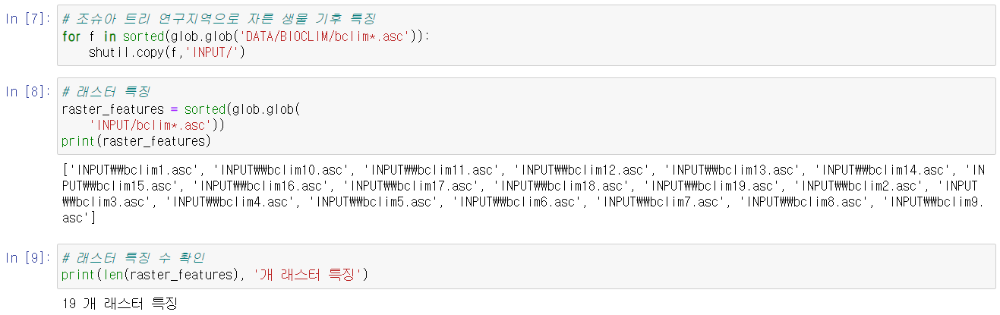 In [7]: # 조슈아 트리 연구지역으로 자른 생물 기후 특징
for f in sorted(glob.glob('DATA/BIOCLIM/bclim*.asc')):
    shutil.copy(f,'INPUT/')
In [8]: # 래스터 특징
raster_features = sorted(glob.glob(
    'INPUT/bclim*.asc'))
print(raster_features)
['INPUT₩₩bclim1.asc', 'INPUT₩₩bclim10.asc', 'INPUT₩₩bclim11.asc', 'INPUT₩₩bclim12.asc', 'INPUT₩₩bclim13.asc', 'INPUT₩₩bclim14.asc', 'IN
PUT₩₩bclim15.asc', 'INPUT₩₩bclim16.asc', 'INPUT₩₩bclim17.asc', 'INPUT₩₩bclim18.asc', 'INPUT₩₩bclim19.asc', 'INPUT₩₩bclim2.asc', 'INPUT
₩₩bclim3.asc', 'INPUT₩₩bclim4.asc', 'INPUT₩₩bclim5.asc', 'INPUT₩₩bclim6.asc', 'INPUT₩₩bclim7.asc', 'INPUT₩₩bclim8.asc', 'INPUT₩₩bclim9.
asc']
In [9]: # 래스터 특징 수 확인
print(len(raster_features), '개 래스터 특징')
19 개 래스터 특징